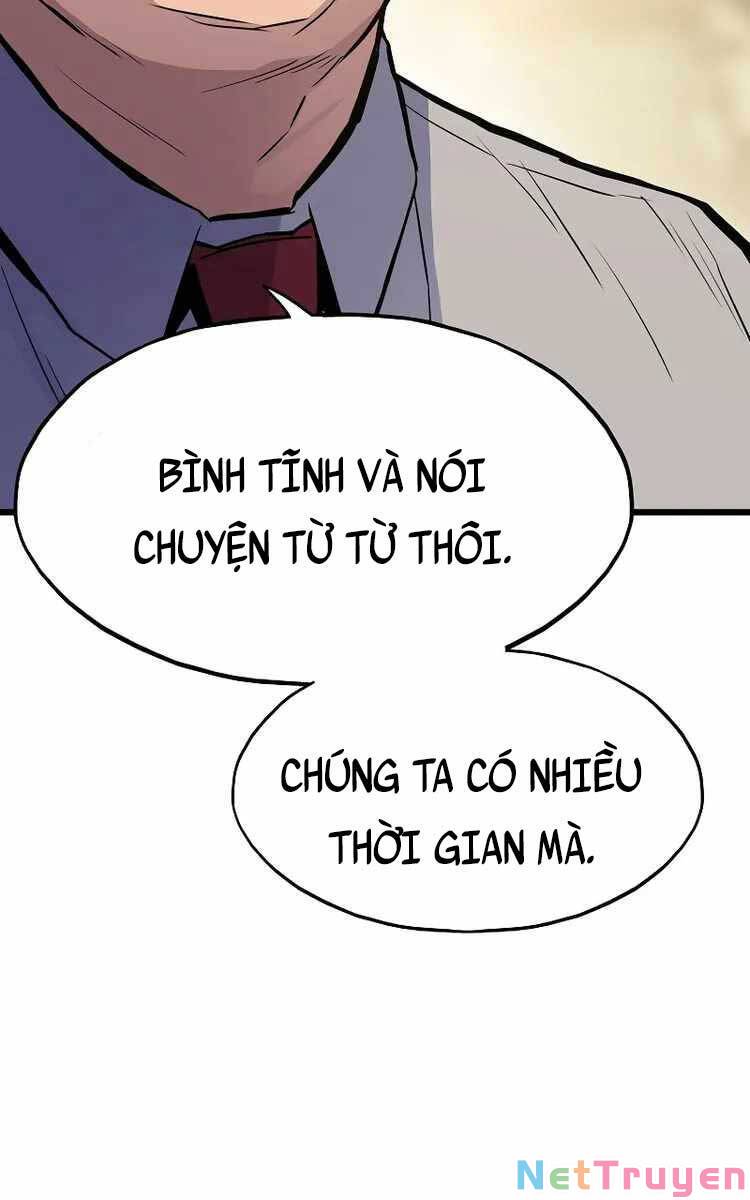 BÌNH TĨNH VÀ NÓI
CHUYỆN TỪ TỪ THÔI.
CHÚNG TA CÓ NHIỀU
THỜI GIAN MÀ.
NetTruyen